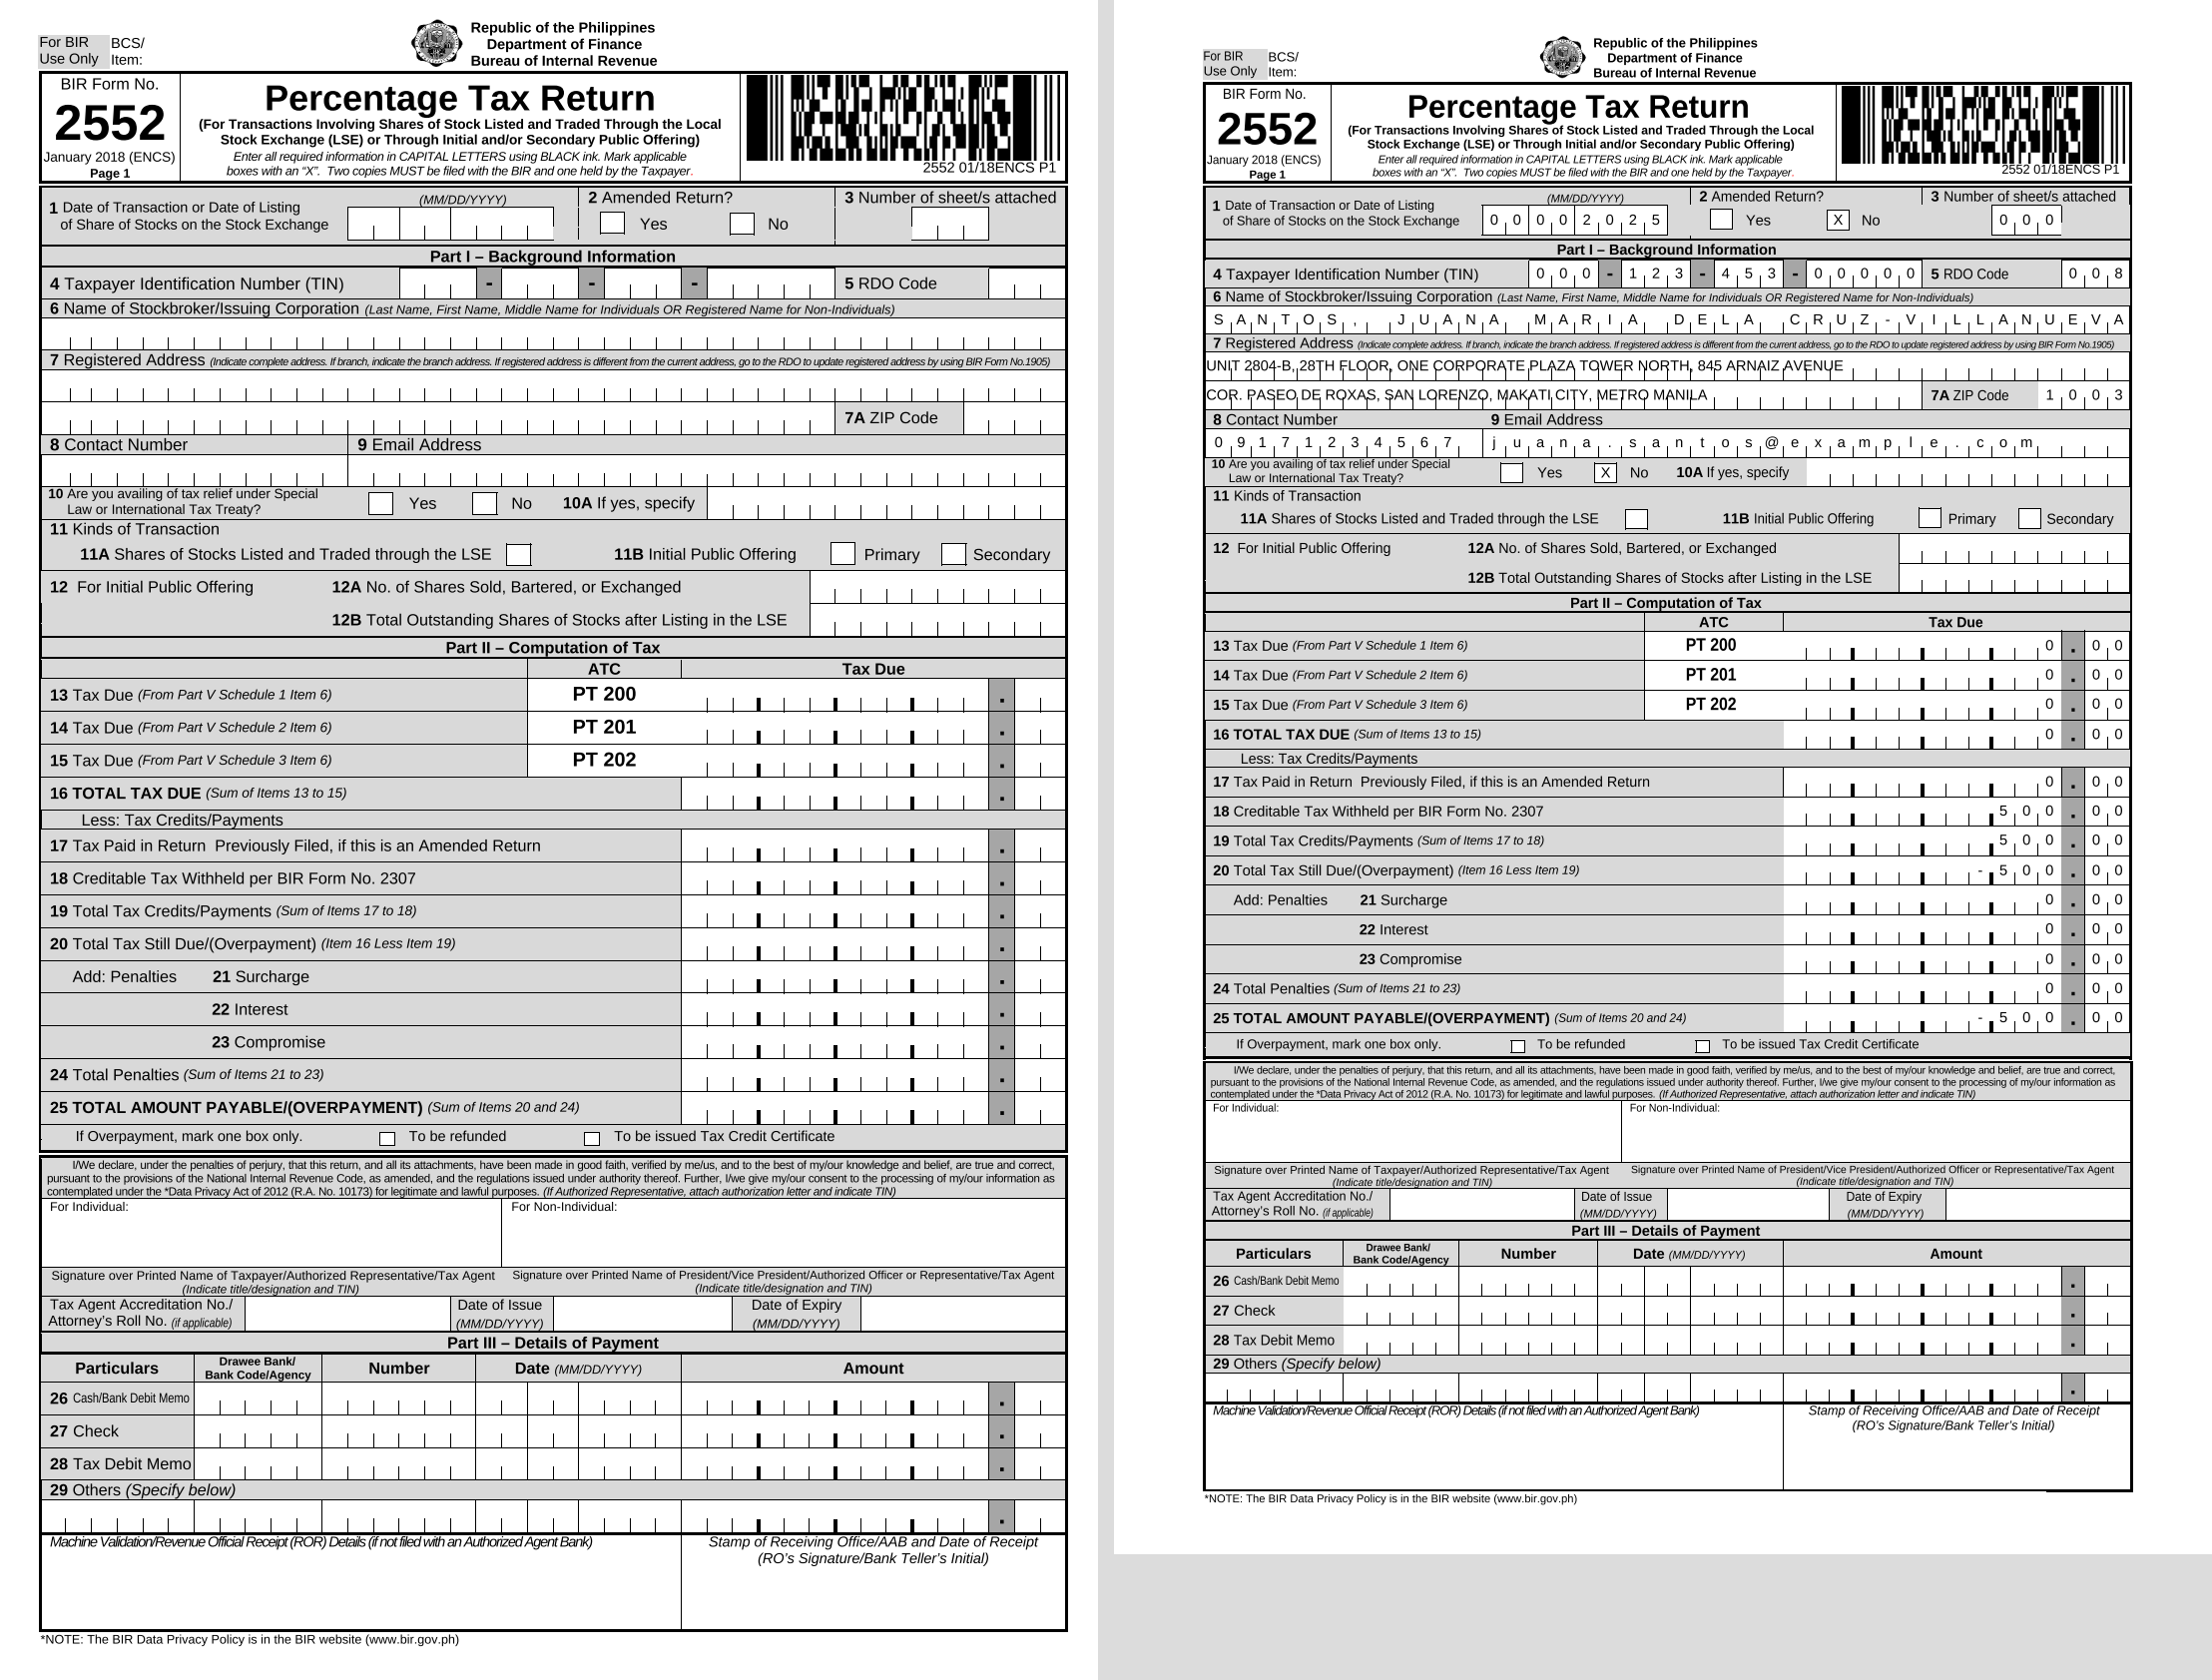 For BIR BCS/
Use Only Item:
Republic of the Philippines
Department of Finance
Bureau of Internal Revenue
BIR Form No.
2552
January 2018 (ENCS)
Page 1
Percentage Tax Return
(For Transactions Involving Shares of Stock Listed and Traded Through the Local
Stock Exchange (LSE) or Through Initial and/or Secondary Public Offering)
Enter all required information in CAPITAL LETTERS using BLACK ink. Mark applicable
boxes with an “X”. Two copies MUST be filed with the BIR and one held by the Taxpayer.
2552 01/18ENCS P1
1 Date of Transaction or Date of Listing
of Share of Stocks on the Stock Exchange
(MM/DD/YYYY)
2 Amended Return?
Yes No
3 Number of sheet/s attached
Part I – Background Information
4 Taxpayer Identification Number (TIN) - - - 5 RDO Code
6 Name of Stockbroker/Issuing Corporation (Last Name, First Name, Middle Name for Individuals OR Registered Name for Non-Individuals)
7 Registered Address (Indicate complete address. If branch, indicate the branch address. If registered address is different from the current address, go to the RDO to update registered address by using BIR Form No.1905)
7A ZIP Code
8 Contact Number 9 Email Address
10 Are you availing of tax relief under Special
Law or International Tax Treaty?
Yes No 10A If yes, specify
11 Kinds of Transaction
11A Shares of Stocks Listed and Traded through the LSE 11B Initial Public Offering Primary Secondary
12 For Initial Public Offering 12A No. of Shares Sold, Bartered, or Exchanged
12B Total Outstanding Shares of Stocks after Listing in the LSE
Part II – Computation of Tax
ATC Tax Due
13 Tax Due (From Part V Schedule 1 Item 6) PT 200 .
14 Tax Due (From Part V Schedule 2 Item 6) PT 201 .
15 Tax Due (From Part V Schedule 3 Item 6) PT 202 .
16 TOTAL TAX DUE (Sum of Items 13 to 15) .
Less: Tax Credits/Payments
17 Tax Paid in Return Previously Filed, if this is an Amended Return .
18 Creditable Tax Withheld per BIR Form No. 2307 .
19 Total Tax Credits/Payments (Sum of Items 17 to 18) .
20 Total Tax Still Due/(Overpayment) (Item 16 Less Item 19) .
Add: Penalties 21 Surcharge .
22 Interest .
23 Compromise .
24 Total Penalties (Sum of Items 21 to 23) .
25 TOTAL AMOUNT PAYABLE/(OVERPAYMENT) (Sum of Items 20 and 24) .
If Overpayment, mark one box only. To be refunded To be issued Tax Credit Certificate
I/We declare, under the penalties of perjury, that this return, and all its attachments, have been made in good faith, verified by me/us, and to the best of my/our knowledge and belief, are true and correct,
pursuant to the provisions of the National Internal Revenue Code, as amended, and the regulations issued under authority thereof. Further, I/we give my/our consent to the processing of my/our information as
contemplated under the *Data Privacy Act of 2012 (R.A. No. 10173) for legitimate and lawful purposes. (If Authorized Representative, attach authorization letter and indicate TIN)
For Individual: For Non-Individual:
Signature over Printed Name of Taxpayer/Authorized Representative/Tax Agent
(Indicate title/designation and TIN)
Signature over Printed Name of President/Vice President/Authorized Officer or Representative/Tax Agent
(Indicate title/designation and TIN)
Tax Agent Accreditation No./
Attorney’s Roll No. (if applicable)
Date of Issue
(MM/DD/YYYY)
Date of Expiry
(MM/DD/YYYY)
Part III – Details of Payment
Particulars Drawee Bank/ Number Date (MM/DD/YYYY) Amount
Bank Code/Agency
26 Cash/Bank Debit Memo .
27 Check .
28 Tax Debit Memo .
29 Others (Specify below)
.
Machine Validation/Revenue Official Receipt (ROR) Details (if not filed with an Authorized Agent Bank)
Stamp of Receiving Office/AAB and Date of Receipt
(RO’s Signature/Bank Teller’s Initial)
*NOTE: The BIR Data Privacy Policy is in the BIR website (www.bir.gov.ph)
For BIR BCS/
Use Only Item:
Republic of the Philippines
Department of Finance
Bureau of Internal Revenue
BIR Form No.
2552
January 2018 (ENCS)
Page 1
Percentage Tax Return
(For Transactions Involving Shares of Stock Listed and Traded Through the Local
Stock Exchange (LSE) or Through Initial and/or Secondary Public Offering)
Enter all required information in CAPITAL LETTERS using BLACK ink. Mark applicable
boxes with an “X”. Two copies MUST be filed with the BIR and one held by the Taxpayer.
2552 01/18ENCS P1
1 Date of Transaction or Date of Listing
of Share of Stocks on the Stock Exchange
(MM/DD/YYYY)
0 0 0 0 2 0 2 5
2 Amended Return?
Yes X No
3 Number of sheet/s attached
0 0 0
Part I – Background Information
4 Taxpayer Identification Number (TIN) 0 0 0 - 1 2 3 - 4 5 3 - 0 0 0 0 0 5 RDO Code 0 0 8
6 Name of Stockbroker/Issuing Corporation (Last Name, First Name, Middle Name for Individuals OR Registered Name for Non-Individuals)
SANTOS, JUANA MARIA DELA CRUZ-VILLANUEVA
7 Registered Address (Indicate complete address. If branch, indicate the branch address. If registered address is different from the current address, go to the RDO to update registered address by using BIR Form No.1905)
UNIT 2804-B, 28TH FLOOR, ONE CORPORATE PLAZA TOWER NORTH, 845 ARNAIZ AVENUE
COR. PASEO DE ROXAS, SAN LORENZO, MAKATI CITY, METRO MANILA 7A ZIP Code 1 0 0 3
8 Contact Number 9 Email Address
09171234567 juana.santos@example.com
10 Are you availing of tax relief under Special
Law or International Tax Treaty?
Yes X No 10A If yes, specify
11 Kinds of Transaction
11A Shares of Stocks Listed and Traded through the LSE 11B Initial Public Offering Primary Secondary
12 For Initial Public Offering 12A No. of Shares Sold, Bartered, or Exchanged
12B Total Outstanding Shares of Stocks after Listing in the LSE
Part II – Computation of Tax
ATC Tax Due
13 Tax Due (From Part V Schedule 1 Item 6) PT 200 0 . 0 0
14 Tax Due (From Part V Schedule 2 Item 6) PT 201 0 . 0 0
15 Tax Due (From Part V Schedule 3 Item 6) PT 202 0 . 0 0
16 TOTAL TAX DUE (Sum of Items 13 to 15) 0 . 0 0
Less: Tax Credits/Payments
17 Tax Paid in Return Previously Filed, if this is an Amended Return 0 . 0 0
18 Creditable Tax Withheld per BIR Form No. 2307 5 0 0 . 0 0
19 Total Tax Credits/Payments (Sum of Items 17 to 18) 5 0 0 . 0 0
20 Total Tax Still Due/(Overpayment) (Item 16 Less Item 19) - 5 0 0 . 0 0
Add: Penalties 21 Surcharge 0 . 0 0
22 Interest 0 . 0 0
23 Compromise 0 . 0 0
24 Total Penalties (Sum of Items 21 to 23) 0 . 0 0
25 TOTAL AMOUNT PAYABLE/(OVERPAYMENT) (Sum of Items 20 and 24) - 5 0 0 . 0 0
If Overpayment, mark one box only. To be refunded To be issued Tax Credit Certificate
I/We declare, under the penalties of perjury, that this return, and all its attachments, have been made in good faith, verified by me/us, and to the best of my/our knowledge and belief, are true and correct,
pursuant to the provisions of the National Internal Revenue Code, as amended, and the regulations issued under authority thereof. Further, I/we give my/our consent to the processing of my/our information as
contemplated under the *Data Privacy Act of 2012 (R.A. No. 10173) for legitimate and lawful purposes. (If Authorized Representative, attach authorization letter and indicate TIN)
For Individual: For Non-Individual:
Signature over Printed Name of Taxpayer/Authorized Representative/Tax Agent
(Indicate title/designation and TIN)
Signature over Printed Name of President/Vice President/Authorized Officer or Representative/Tax Agent
(Indicate title/designation and TIN)
Tax Agent Accreditation No./
Attorney’s Roll No. (if applicable)
Date of Issue
(MM/DD/YYYY)
Date of Expiry
(MM/DD/YYYY)
Part III – Details of Payment
Particulars Drawee Bank/ Number Date (MM/DD/YYYY) Amount
Bank Code/Agency
26 Cash/Bank Debit Memo .
27 Check .
28 Tax Debit Memo .
29 Others (Specify below)
.
Machine Validation/Revenue Official Receipt (ROR) Details (if not filed with an Authorized Agent Bank)
Stamp of Receiving Office/AAB and Date of Receipt
(RO’s Signature/Bank Teller’s Initial)
*NOTE: The BIR Data Privacy Policy is in the BIR website (www.bir.gov.ph)